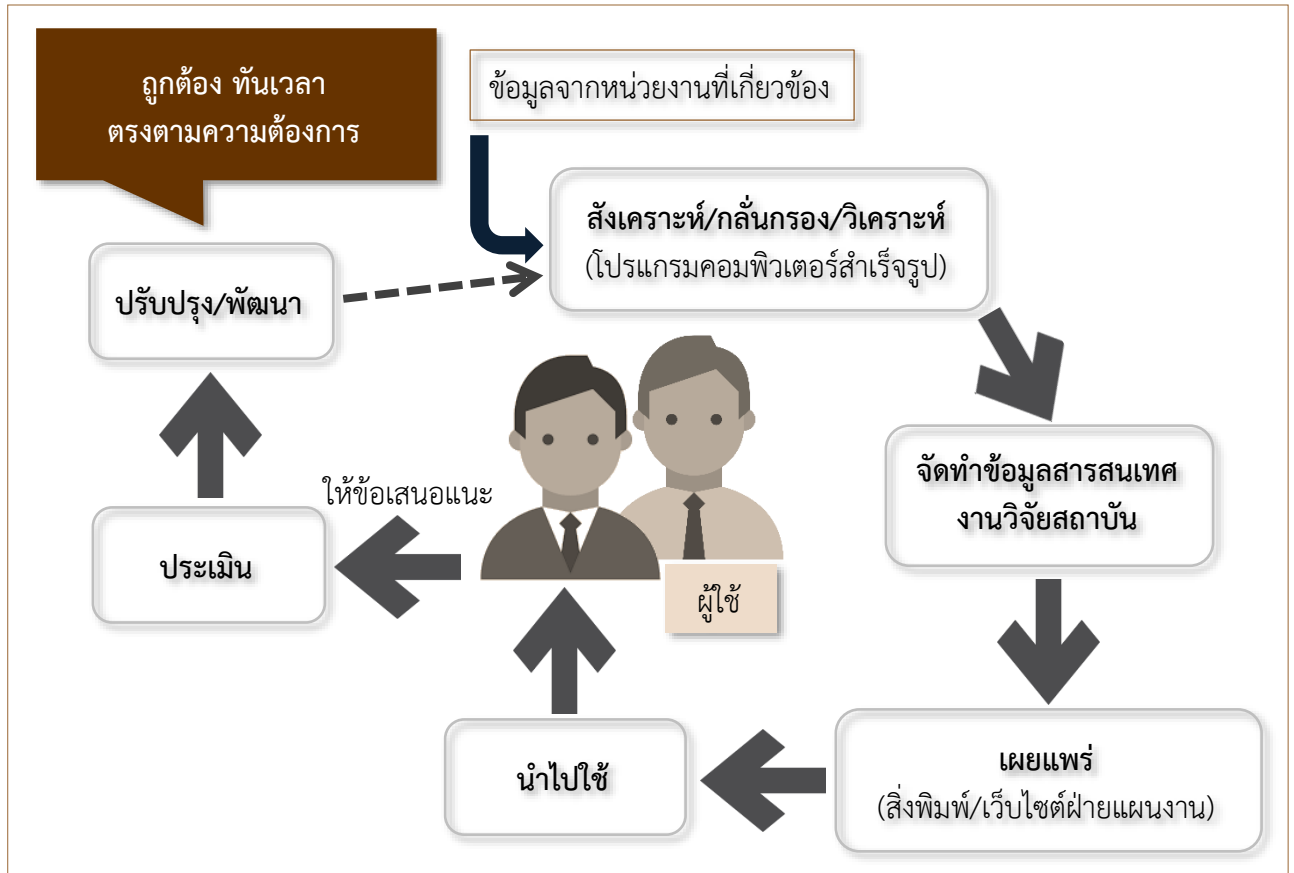 ถูกต้อง ทันเวลา
ตรงตามความต้องการ
ข้อมูลจากหน่วยงานที่เกี่ยวข้อง
สังเคราะห์/กลั่นกรอง/วิเคราะห์
(โปรแกรมคอมพิวเตอร์สำเร็จรูป)
ปรับปรุง/พัฒนา
จัดทำข้อมูลสารสนเทศ
งานวิจัยสถาบัน
ให้ข้อเสนอแนะ
ประเมิน
ผู้ใช้
นำไปใช้
เผยแพร่
(สิ่งพิมพ์/เว็บไซต์ฝ่ายแผนงาน)